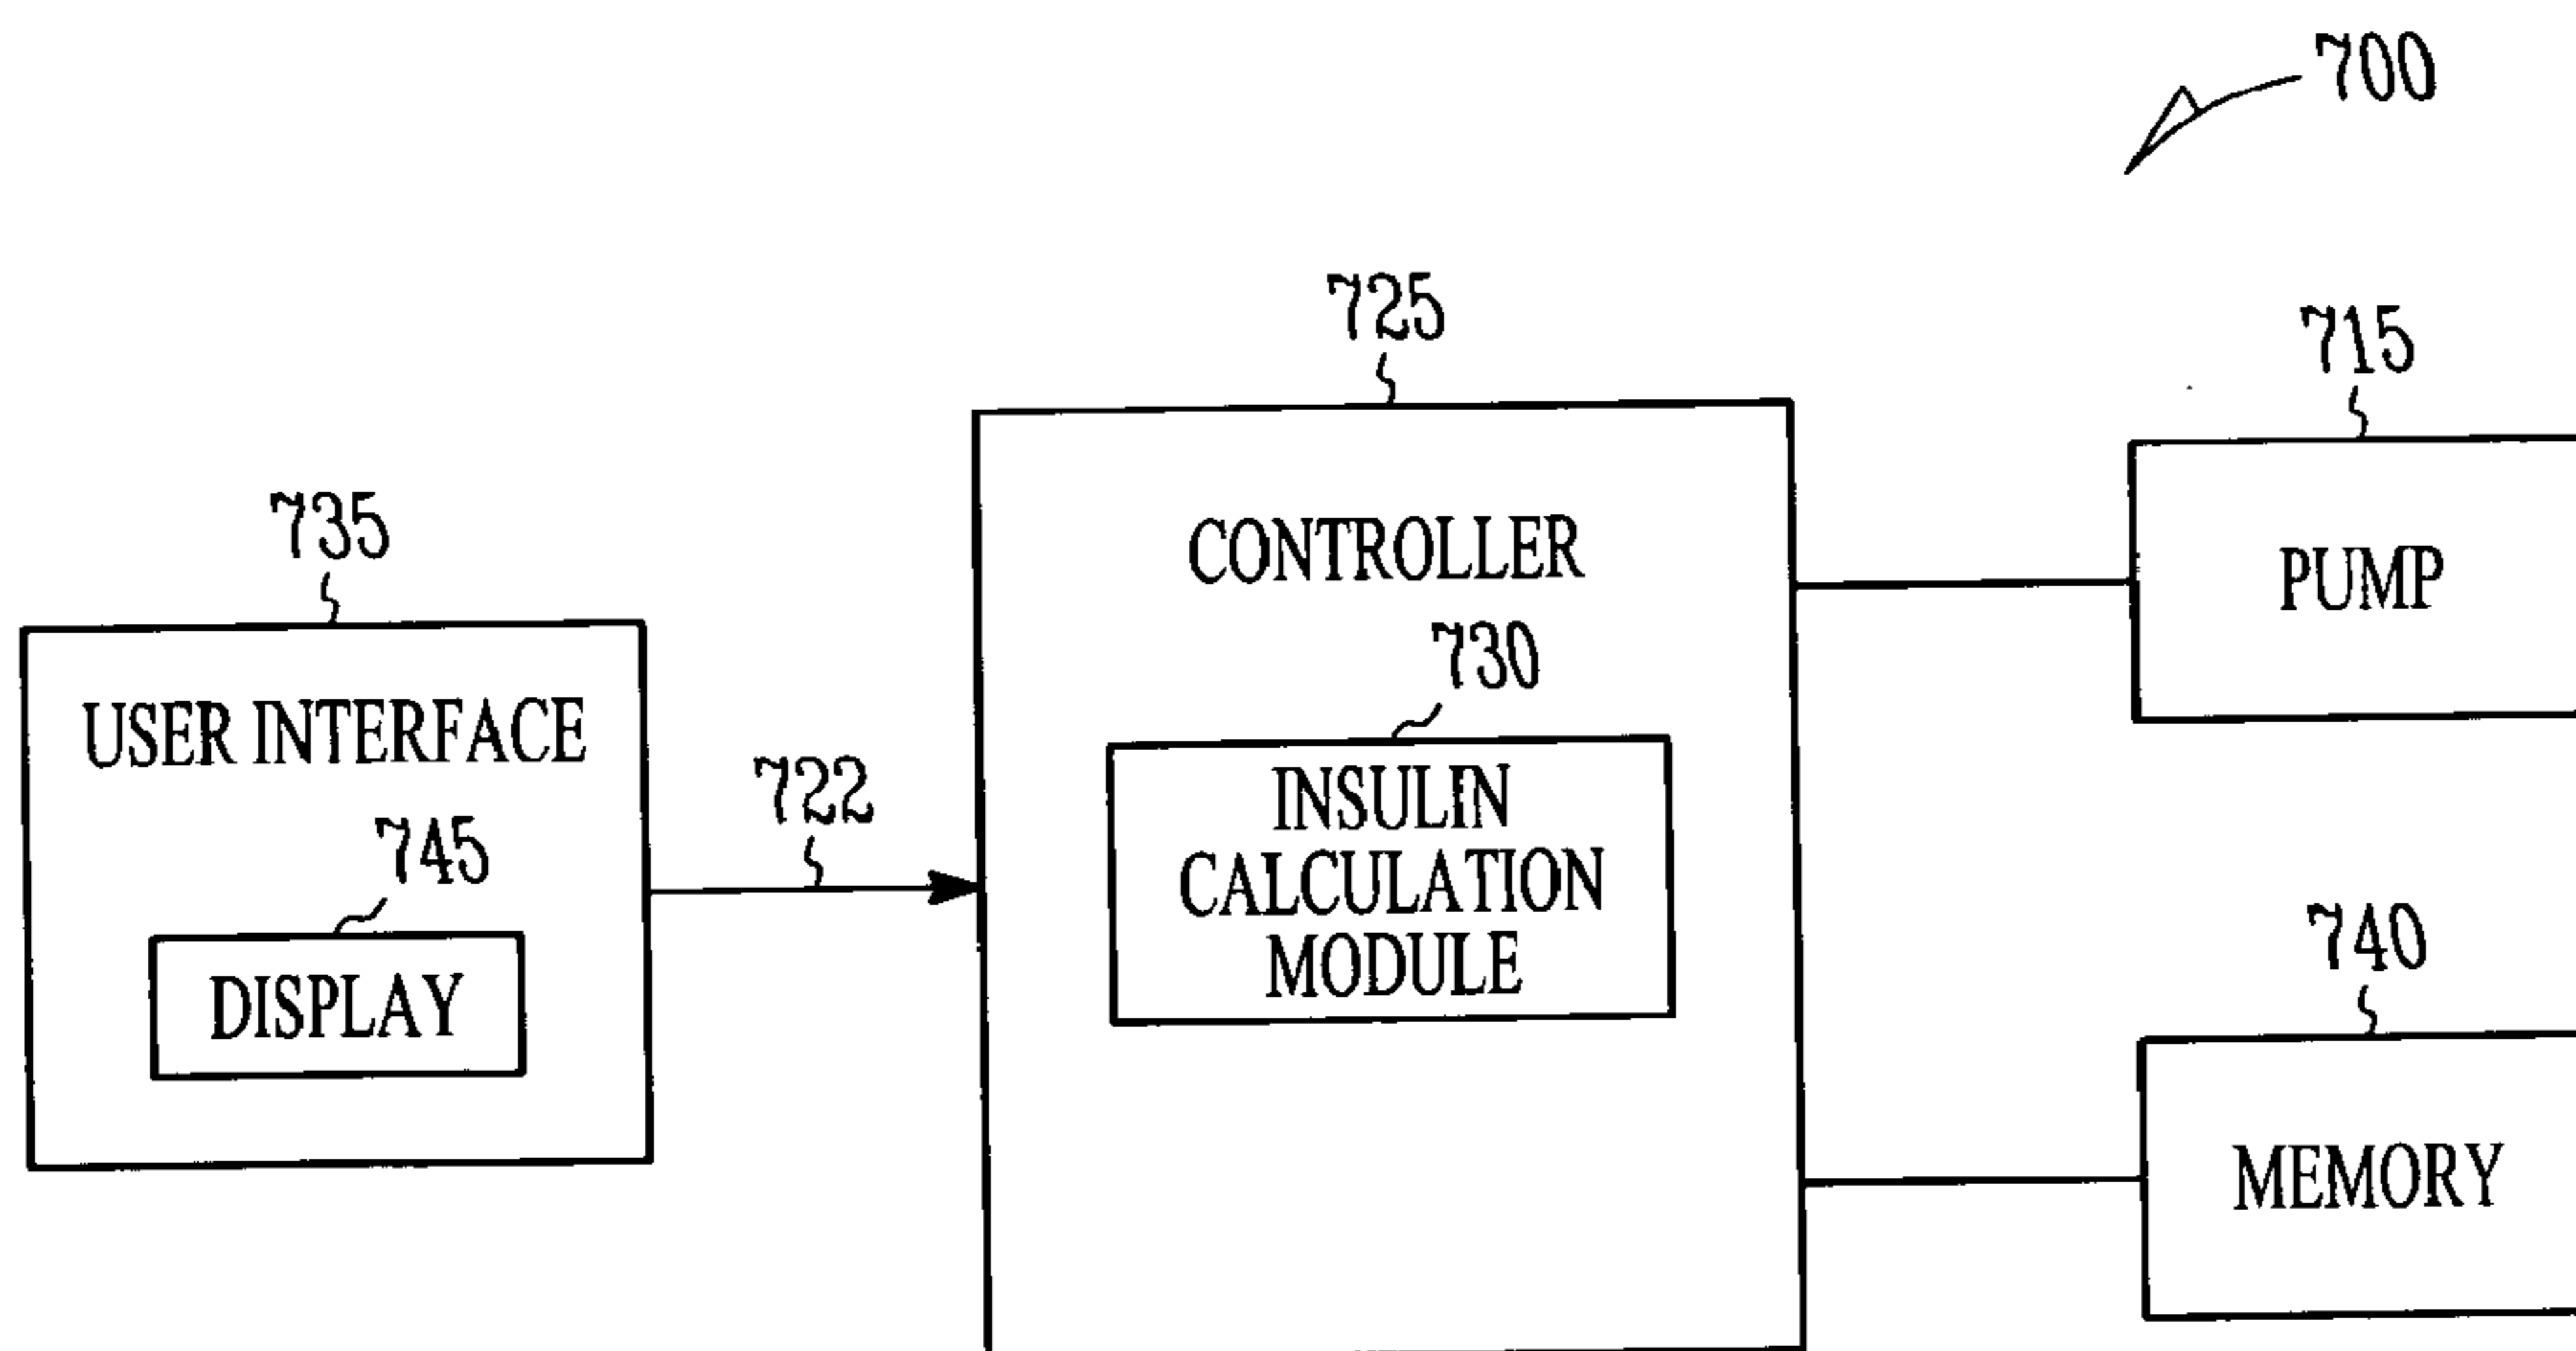 700
725
715
735
CONTROLLER
PUMP
730
USER INTERFACE
722
INSULIN
CALCULATION
MODULE
745
DISPLAY
740
MEMORY